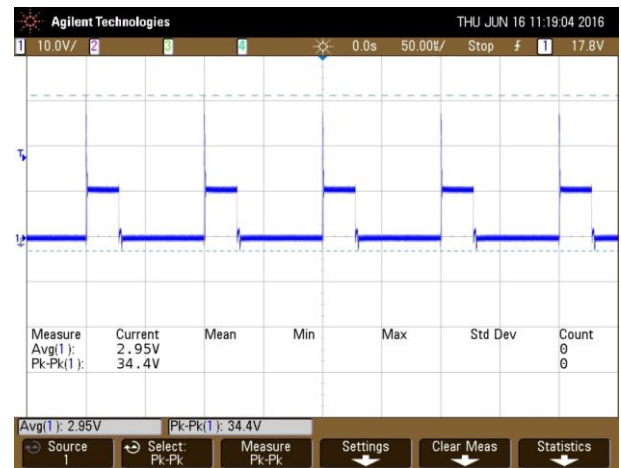 Agilent Technologies THU JUN 16 11:19:04 2016
1 10.0V/ 2 3 4 0.0s 50.00%/ Stop 1 17.8V
T
1
Measure Current Mean Min Max Std Dev Count
Avg(1): 2.95V 0
Pk-Pk(1): 34.4V 0
Avg(1): 2.95V Pk-Pk(1): 34.4V
Source Select: Measure Settings Clear Meas Statistics
1 Pk-Pk Pk-Pk